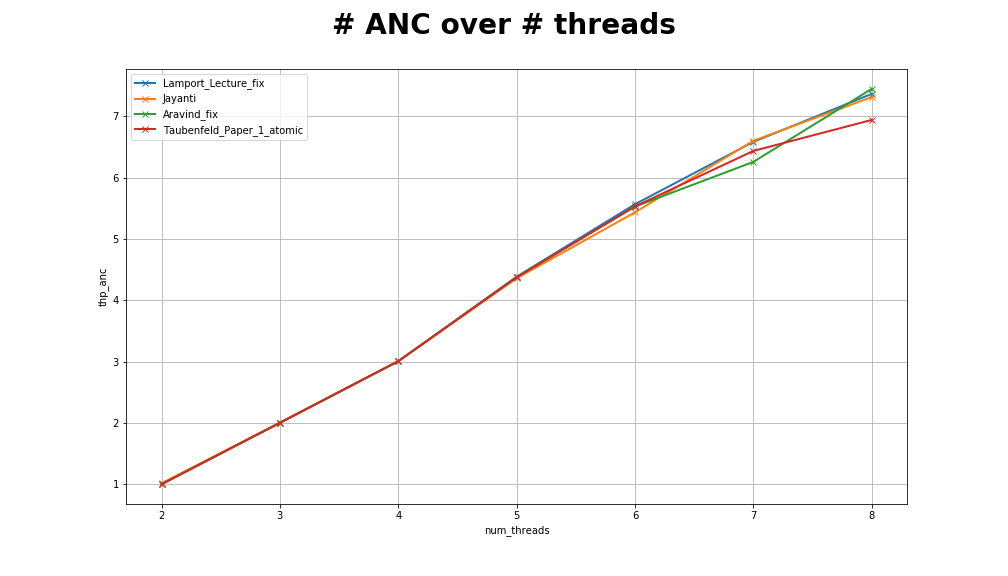 # ANC over # threads
Lamport_Lecture_fix
Jayanti
Aravind_fix
Taubenfeld_Paper_1_atomic
7
6
5
4
3
2
1
thp_anc
2 3 4 5 6 7 8
num_threads